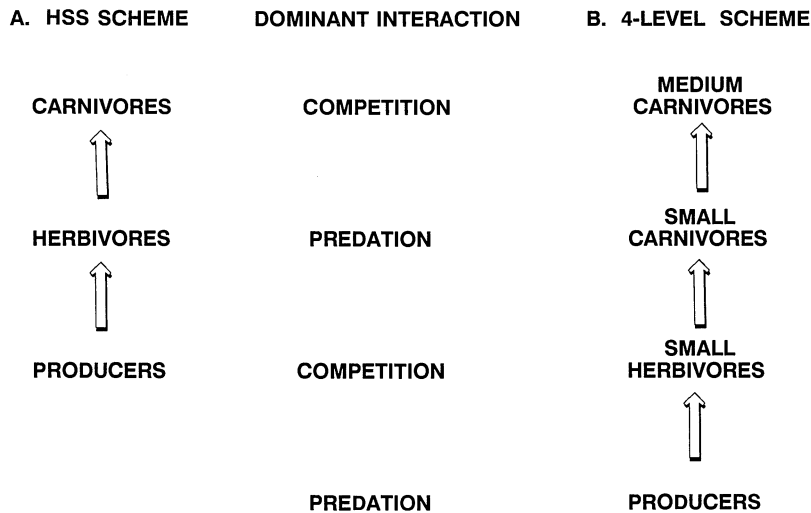 A. HSS SCHEME
DOMINANT INTERACTION
B. 4-LEVEL SCHEME
CARNIVORES
COMPETITION
MEDIUM
CARNIVORES
HERBIVORES
PREDATION
SMALL
CARNIVORES
PRODUCERS
COMPETITION
SMALL
HERBIVORES
PREDATION
PRODUCERS